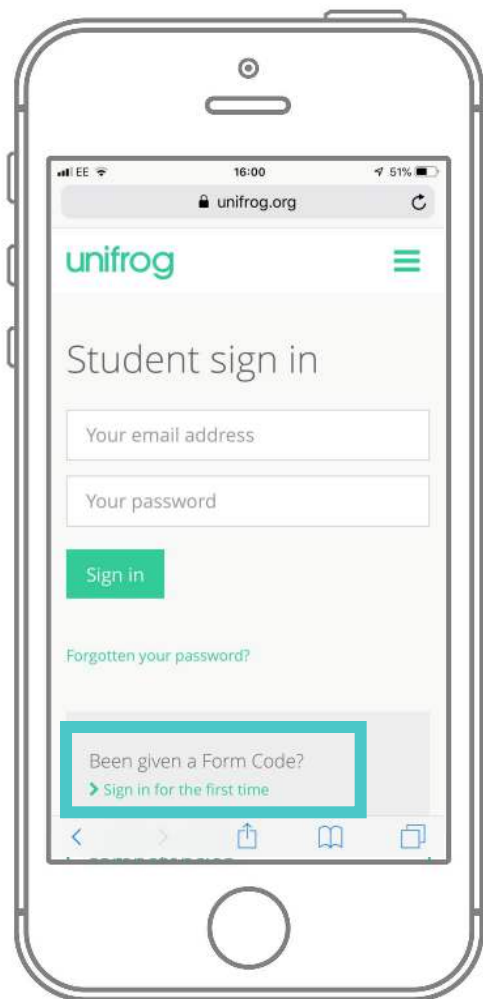 EE 16:00 51%
unifrog.org
unifrog
Student sign in
Your email address
Your password
Sign in
Forgotten your password?
Been given a Form Code?
Sign in for the first time